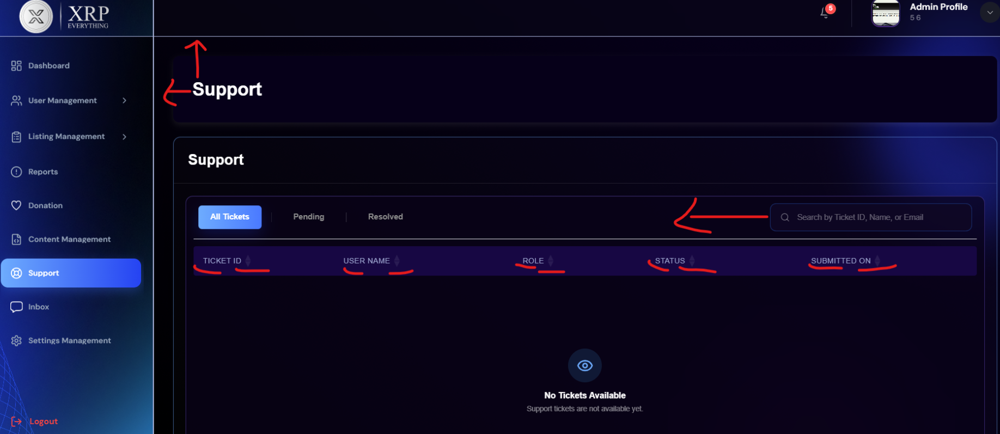 XRP
EVERYTHING
5
Admin Profile
5 6
Dashboard
User Management
Listing Management
Reports
Donation
Content Management
Support
Inbox
Settings Management
Logout
Support
Support
All Tickets
Pending
Resolved
Search by Ticket ID, Name, or Email
TICKET ID
USER NAME
ROLE
STATUS
SUBMITTED ON
No Tickets Available
Support tickets are not available yet.